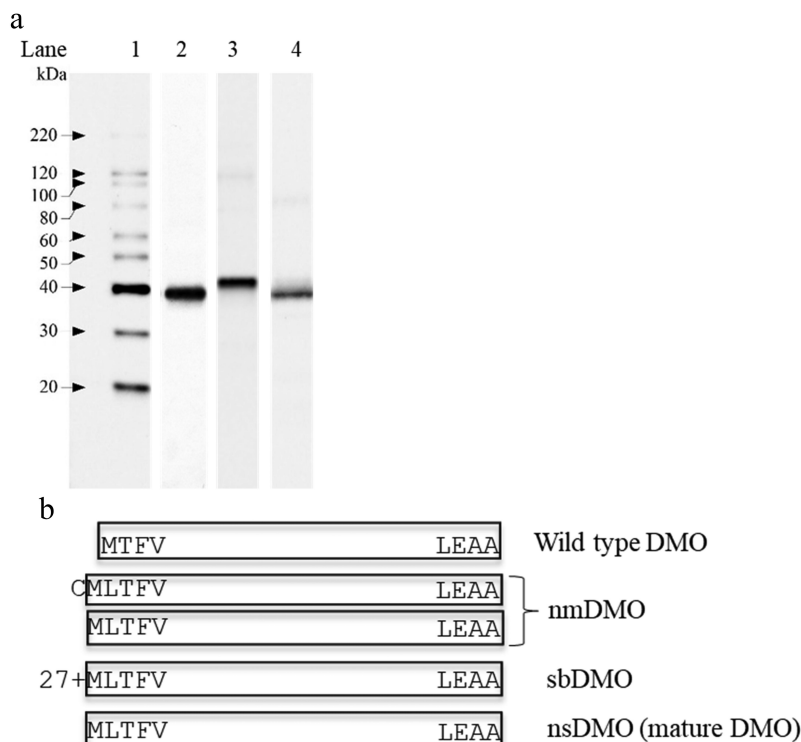 a
Lane 1 2 3 4
kDa
220
120
100
80
60
50
40
30
20
b
MTFV LEAA Wild type DMO
CMLTFV LEAA
nmDMO
MLTFV LEAA
27+MLTFV LEAA sbDMO
MLTFV LEAA nsDMO (mature DMO)